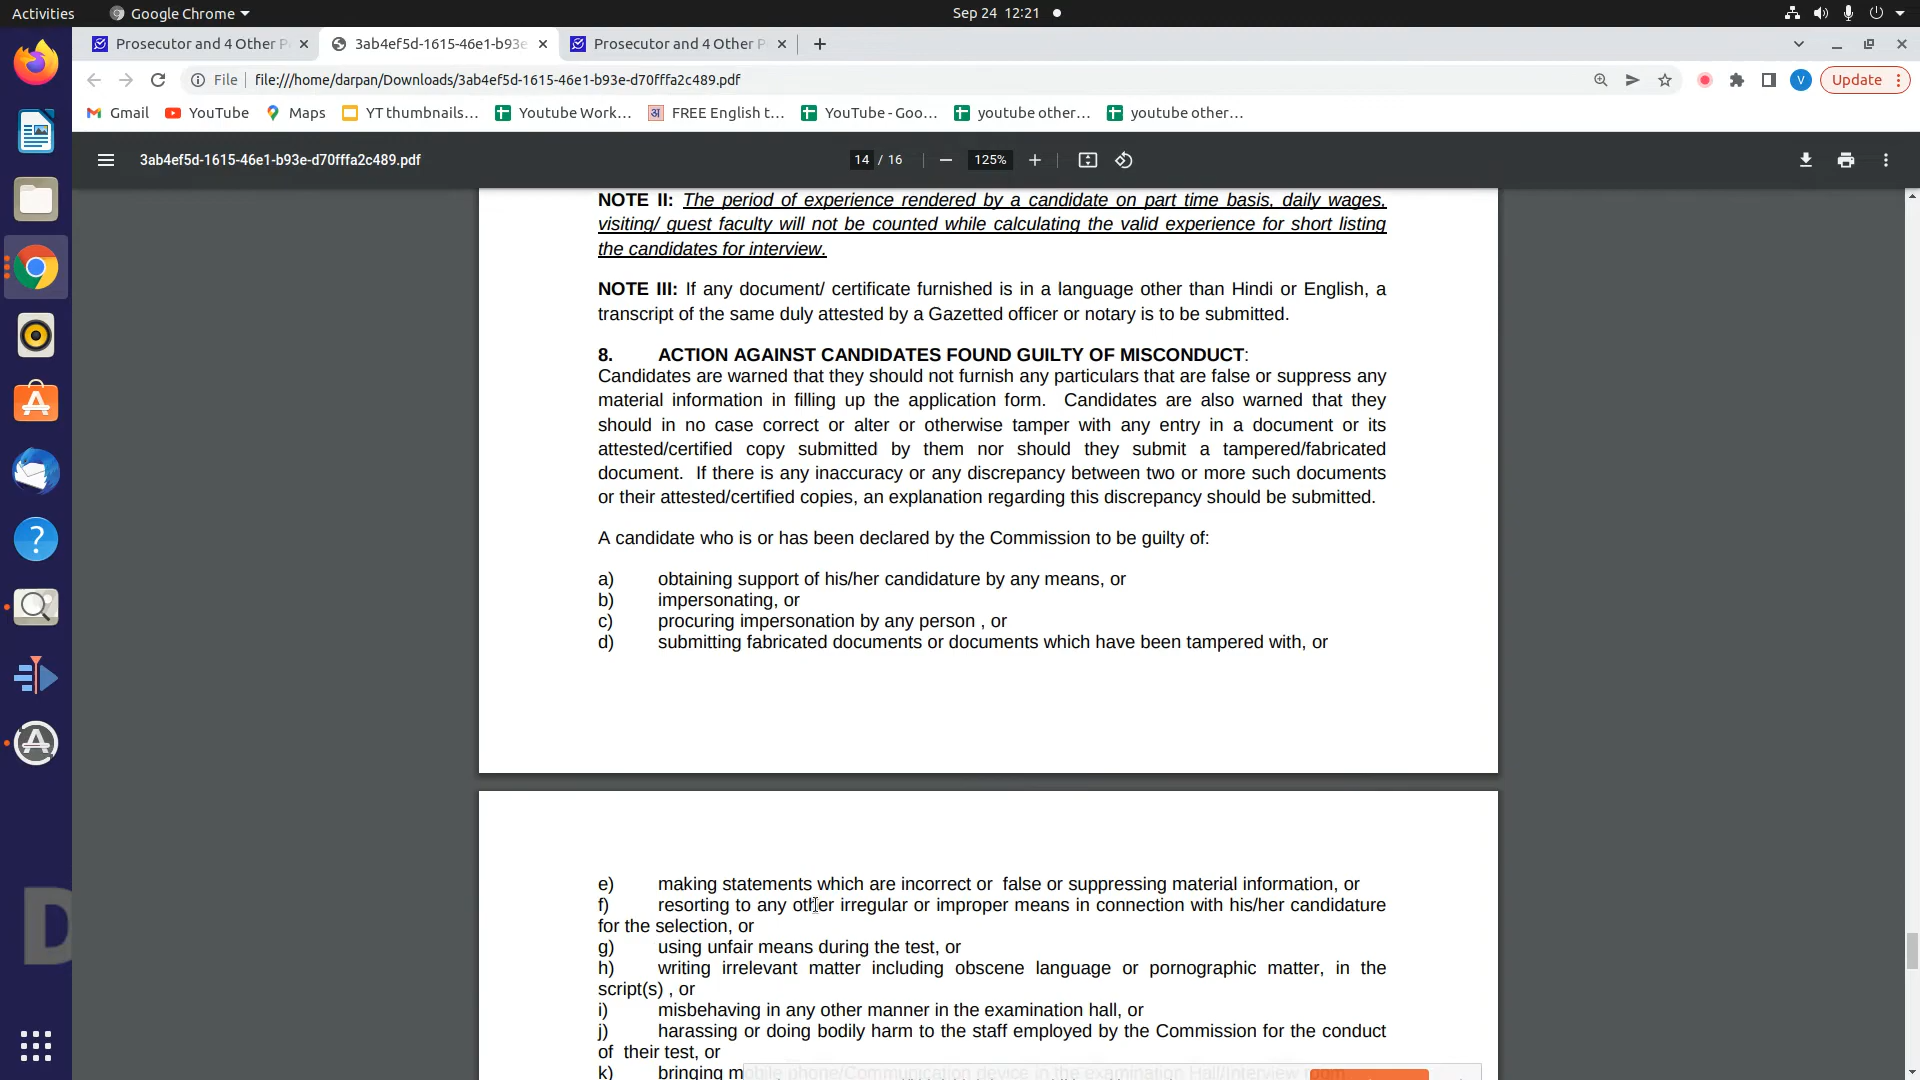 Activities
Google Chrome
Sep 24 12:21
Prosecutor and 4 Other P
3ab4ef5d-1615-46e1-b93e
Prosecutor and 4 Other P
File
file:///home/darpan/Downloads/3ab4ef5d-1615-46e1-b93e-d70fffa2c489.pdf
V
Update
Gmail
YouTube
Maps
YT thumbnails...
Youtube Work...
FREE English t...
YouTube - Goo...
youtube other...
youtube other...
3ab4ef5d-1615-46e1-b93e-d70fffa2c489.pdf
14 / 16
125%
NOTE II: The period of experience rendered by a candidate on part time basis, daily wages,
visiting/ guest faculty will not be counted while calculating the valid experience for short listing
the candidates for interview.
NOTE III: If any document/ certificate furnished is in a language other than Hindi or English, a
transcript of the same duly attested by a Gazetted officer or notary is to be submitted.
8. ACTION AGAINST CANDIDATES FOUND GUILTY OF MISCONDUCT:
Candidates are warned that they should not furnish any particulars that are false or suppress any
material information in filling up the application form. Candidates are also warned that they
should in no case correct or alter or otherwise tamper with any entry in a document or its
attested/certified copy submitted by them nor should they submit a tampered/fabricated
document. If there is any inaccuracy or any discrepancy between two or more such documents
or their attested/certified copies, an explanation regarding this discrepancy should be submitted.
A candidate who is or has been declared by the Commission to be guilty of:
a) obtaining support of his/her candidature by any means, or
b) impersonating, or
c) procuring impersonation by any person , or
d) submitting fabricated documents or documents which have been tampered with, or
e) making statements which are incorrect or false or suppressing material information, or
f) resorting to any other irregular or improper means in connection with his/her candidature
for the selection, or
g) using unfair means during the test, or
h) writing irrelevant matter including obscene language or pornographic matter, in the
script(s) , or
i) misbehaving in any other manner in the examination hall, or
j) harassing or doing bodily harm to the staff employed by the Commission for the conduct
of their test, or
k) bringing mobile phone/Communication device in the examination Hall/Interview room